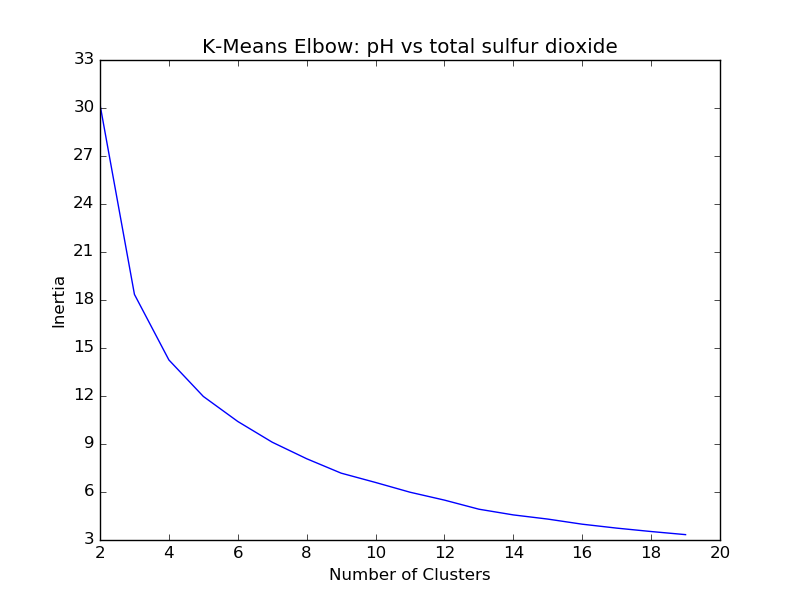 K-Means Elbow: pH vs total sulfur dioxide
33
30
27
24
21
18
15
12
9
6
3
Inertia
2 4 6 8 10 12 14 16 18 20
Number of Clusters